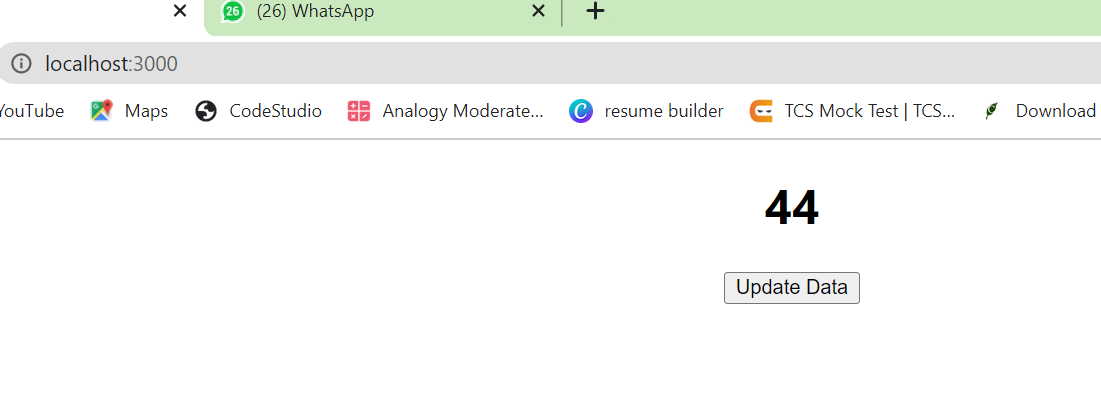 26 (26) WhatsApp
localhost:3000
YouTube Maps CodeStudio Analogy Moderate... resume builder TCS Mock Test | TCS... Download
44
Update Data